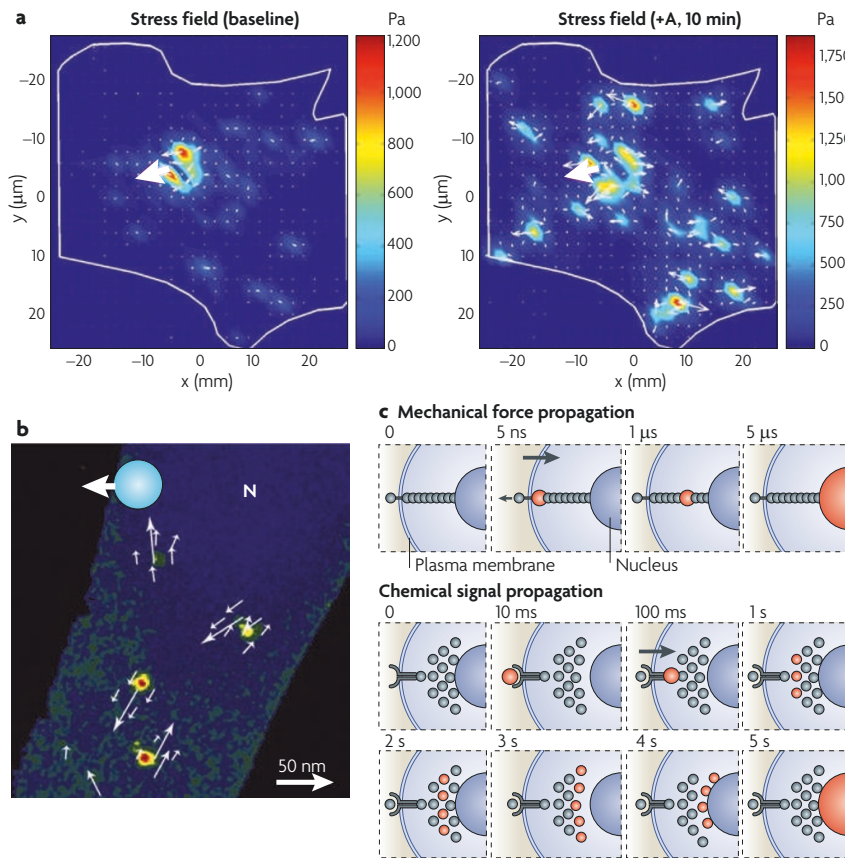 a Stress field (baseline) Pa
1,200
1,000
800
600
400
200
0
−20
−10
0
10
20
y (µm)
−20 −10 0 10 20
x (mm)
Stress field (+A, 10 min) Pa
1,750
1,500
1,250
1,000
750
500
250
0
−20
−10
0
10
20
y (µm)
−20 −10 0 10 20
x (mm)
b
N
50 nm
c Mechanical force propagation
0 5 ns 1 µs 5 µs
Plasma membrane Nucleus
Chemical signal propagation
0 10 ms 100 ms 1 s
2 s 3 s 4 s 5 s